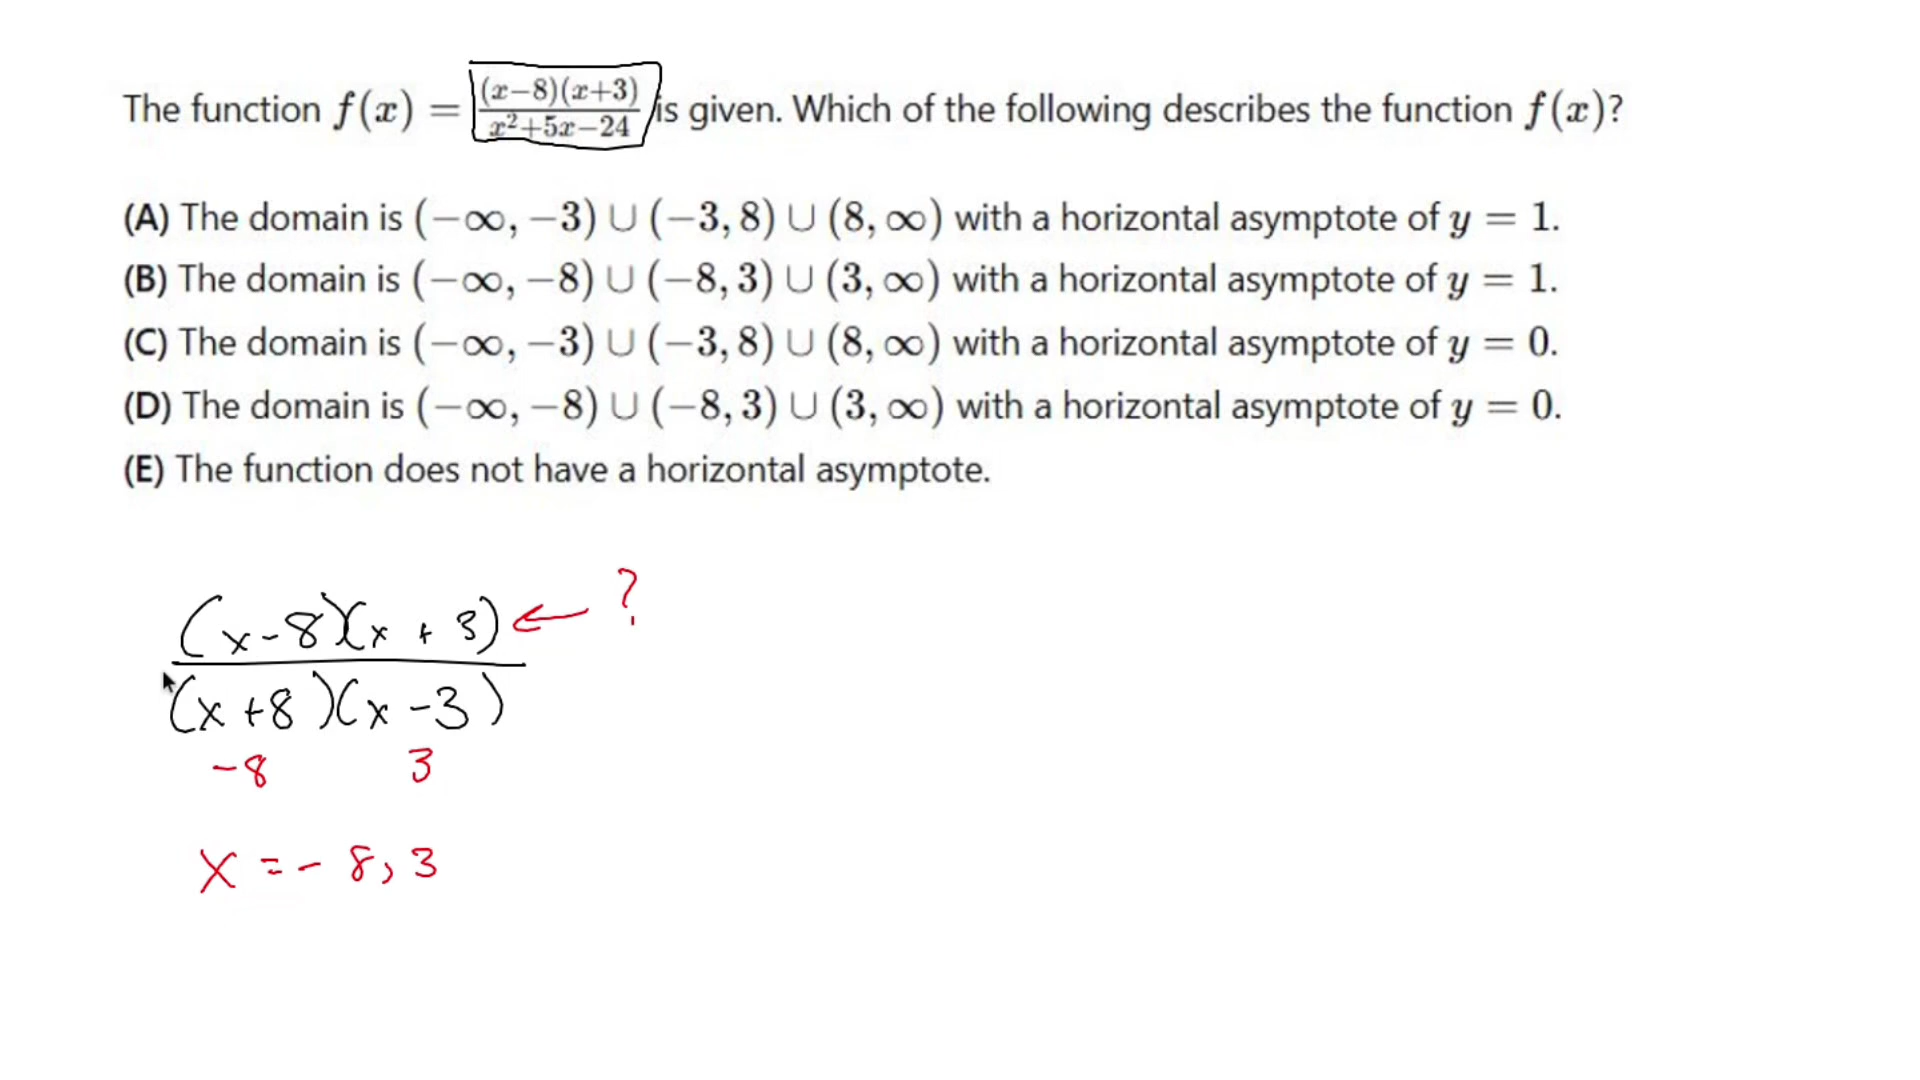 The function f(x) = (x−8)(x+3)/x²+5x−24 is given. Which of the following describes the function f(x)?
(A) The domain is (−∞, −3) ∪ (−3, 8) ∪ (8, ∞) with a horizontal asymptote of y = 1.
(B) The domain is (−∞, −8) ∪ (−8, 3) ∪ (3, ∞) with a horizontal asymptote of y = 1.
(C) The domain is (−∞, −3) ∪ (−3, 8) ∪ (8, ∞) with a horizontal asymptote of y = 0.
(D) The domain is (−∞, −8) ∪ (−8, 3) ∪ (3, ∞) with a horizontal asymptote of y = 0.
(E) The function does not have a horizontal asymptote.
(x-8)(x + 3) ← ?
(x +8)(x -3)
-8 3
x = - 8, 3